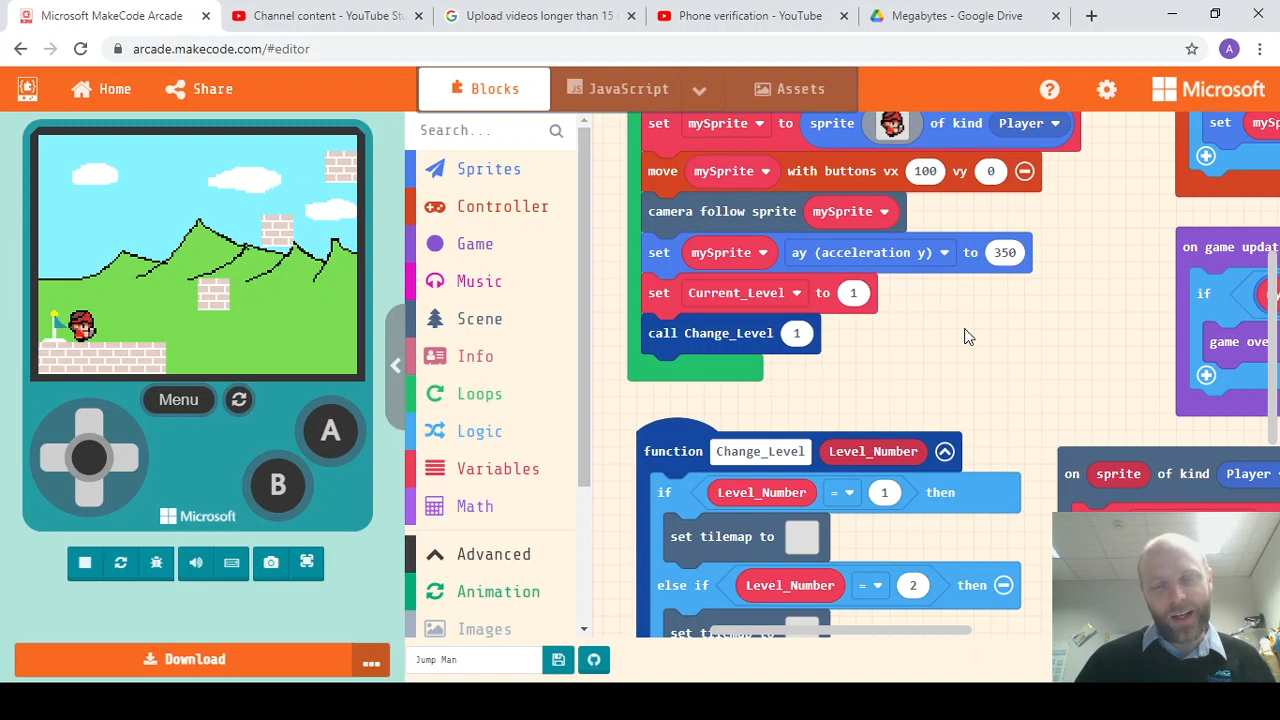 Microsoft MakeCode Arcade
Channel content - YouTube Stu
Upload videos longer than 15 m
Phone verification - YouTube
Megabytes - Google Drive
arcade.makecode.com/#editor
A
Home
Share
Blocks
JavaScript
Assets
Microsoft
Search...
Sprites
Controller
Game
Music
Scene
Info
Loops
Logic
Variables
Math
Advanced
Animation
Images
Menu
A
B
Microsoft
Download
...
set mySprite to sprite of kind Player
move mySprite with buttons vx 100 vy 0
camera follow sprite mySprite
set mySprite ay (acceleration y) to 350
set Current_Level to 1
call Change_Level 1
function Change_Level Level_Number
if Level_Number = 1 then
set tilemap to
else if Level_Number = 2 then
set tilemap to
set myS
on game updat
if
game ove
on sprite of kind Player
Jump Man